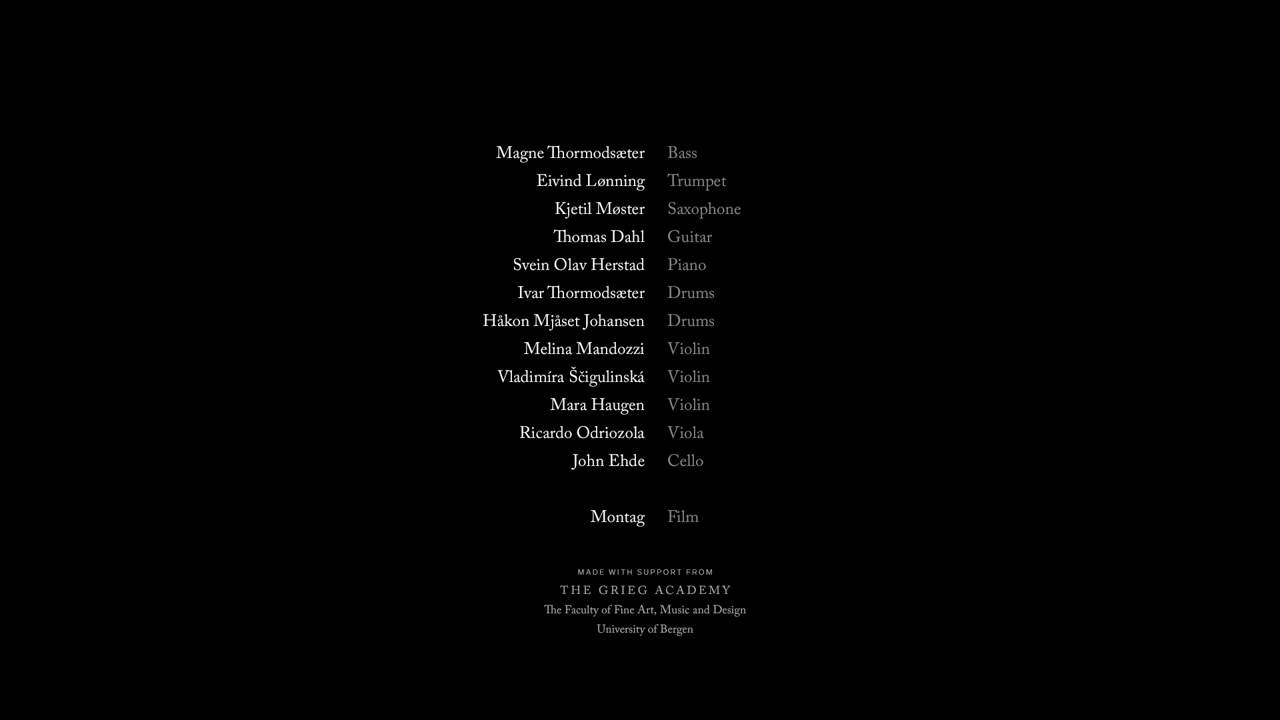 Magne Thormodsæter Bass
Eivind Lønning Trumpet
Kjetil Møster Saxophone
Thomas Dahl Guitar
Svein Olav Herstad Piano
Ivar Thormodsæter Drums
Håkon Mjåset Johansen Drums
Melina Mandozzi Violin
Vladimíra Ščigulinská Violin
Mara Haugen Violin
Ricardo Odriozola Viola
John Ehde Cello
Montag Film
MADE WITH SUPPORT FROM
THE GRIEG ACADEMY
The Faculty of Fine Art, Music and Design
University of Bergen